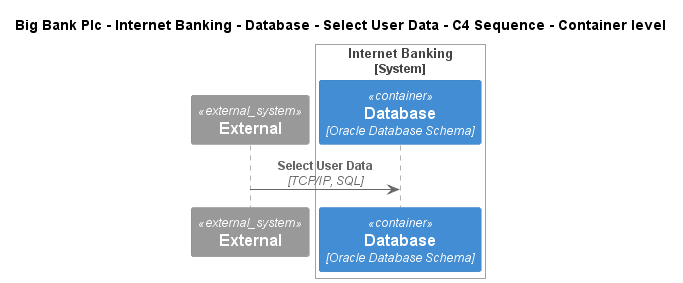 Big Bank Plc - Internet Banking - Database - Select User Data - C4 Sequence - Container level
Internet Banking
[System]
«external_system»
External
«container»
Database
[Oracle Database Schema]
Select User Data
[TCP/IP, SQL]
«external_system»
External
«container»
Database
[Oracle Database Schema]